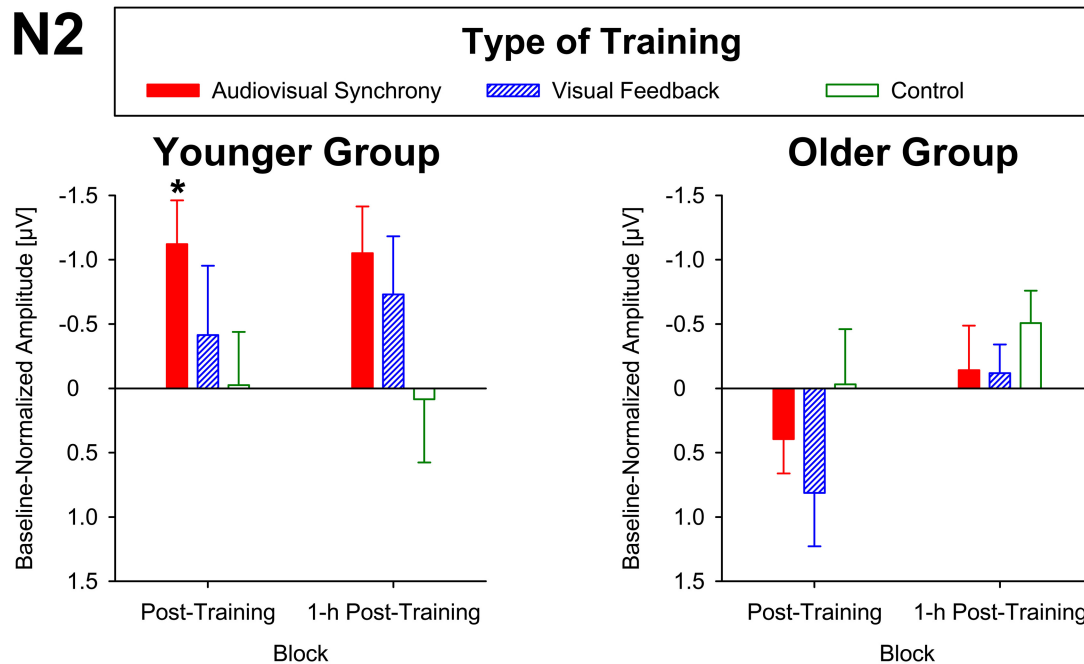 N2
Type of Training
Audiovisual Synchrony
Visual Feedback
Control
Younger Group
Baseline-Normalized Amplitude [µV]
-1.5
-1.0
-0.5
0
0.5
1.0
1.5
*
Post-Training
1-h Post-Training
Block
Older Group
Baseline-Normalized Amplitude [µV]
-1.5
-1.0
-0.5
0
0.5
1.0
1.5
Post-Training
1-h Post-Training
Block